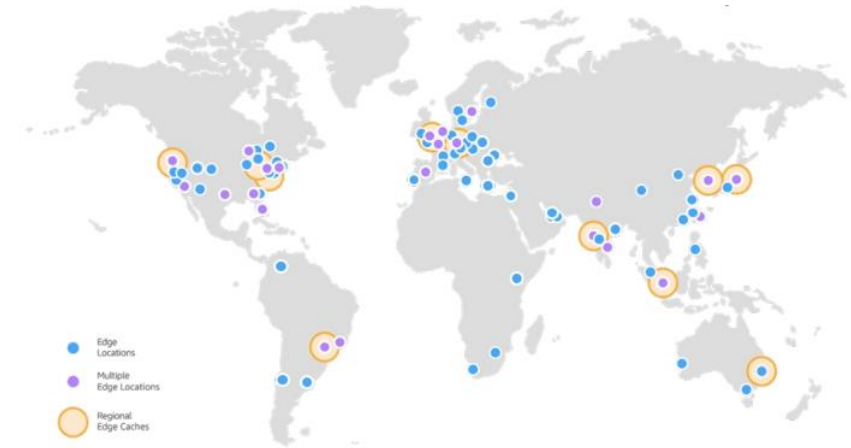 Edge
Locations
Multiple
Edge Locations
Regional
Edge Caches